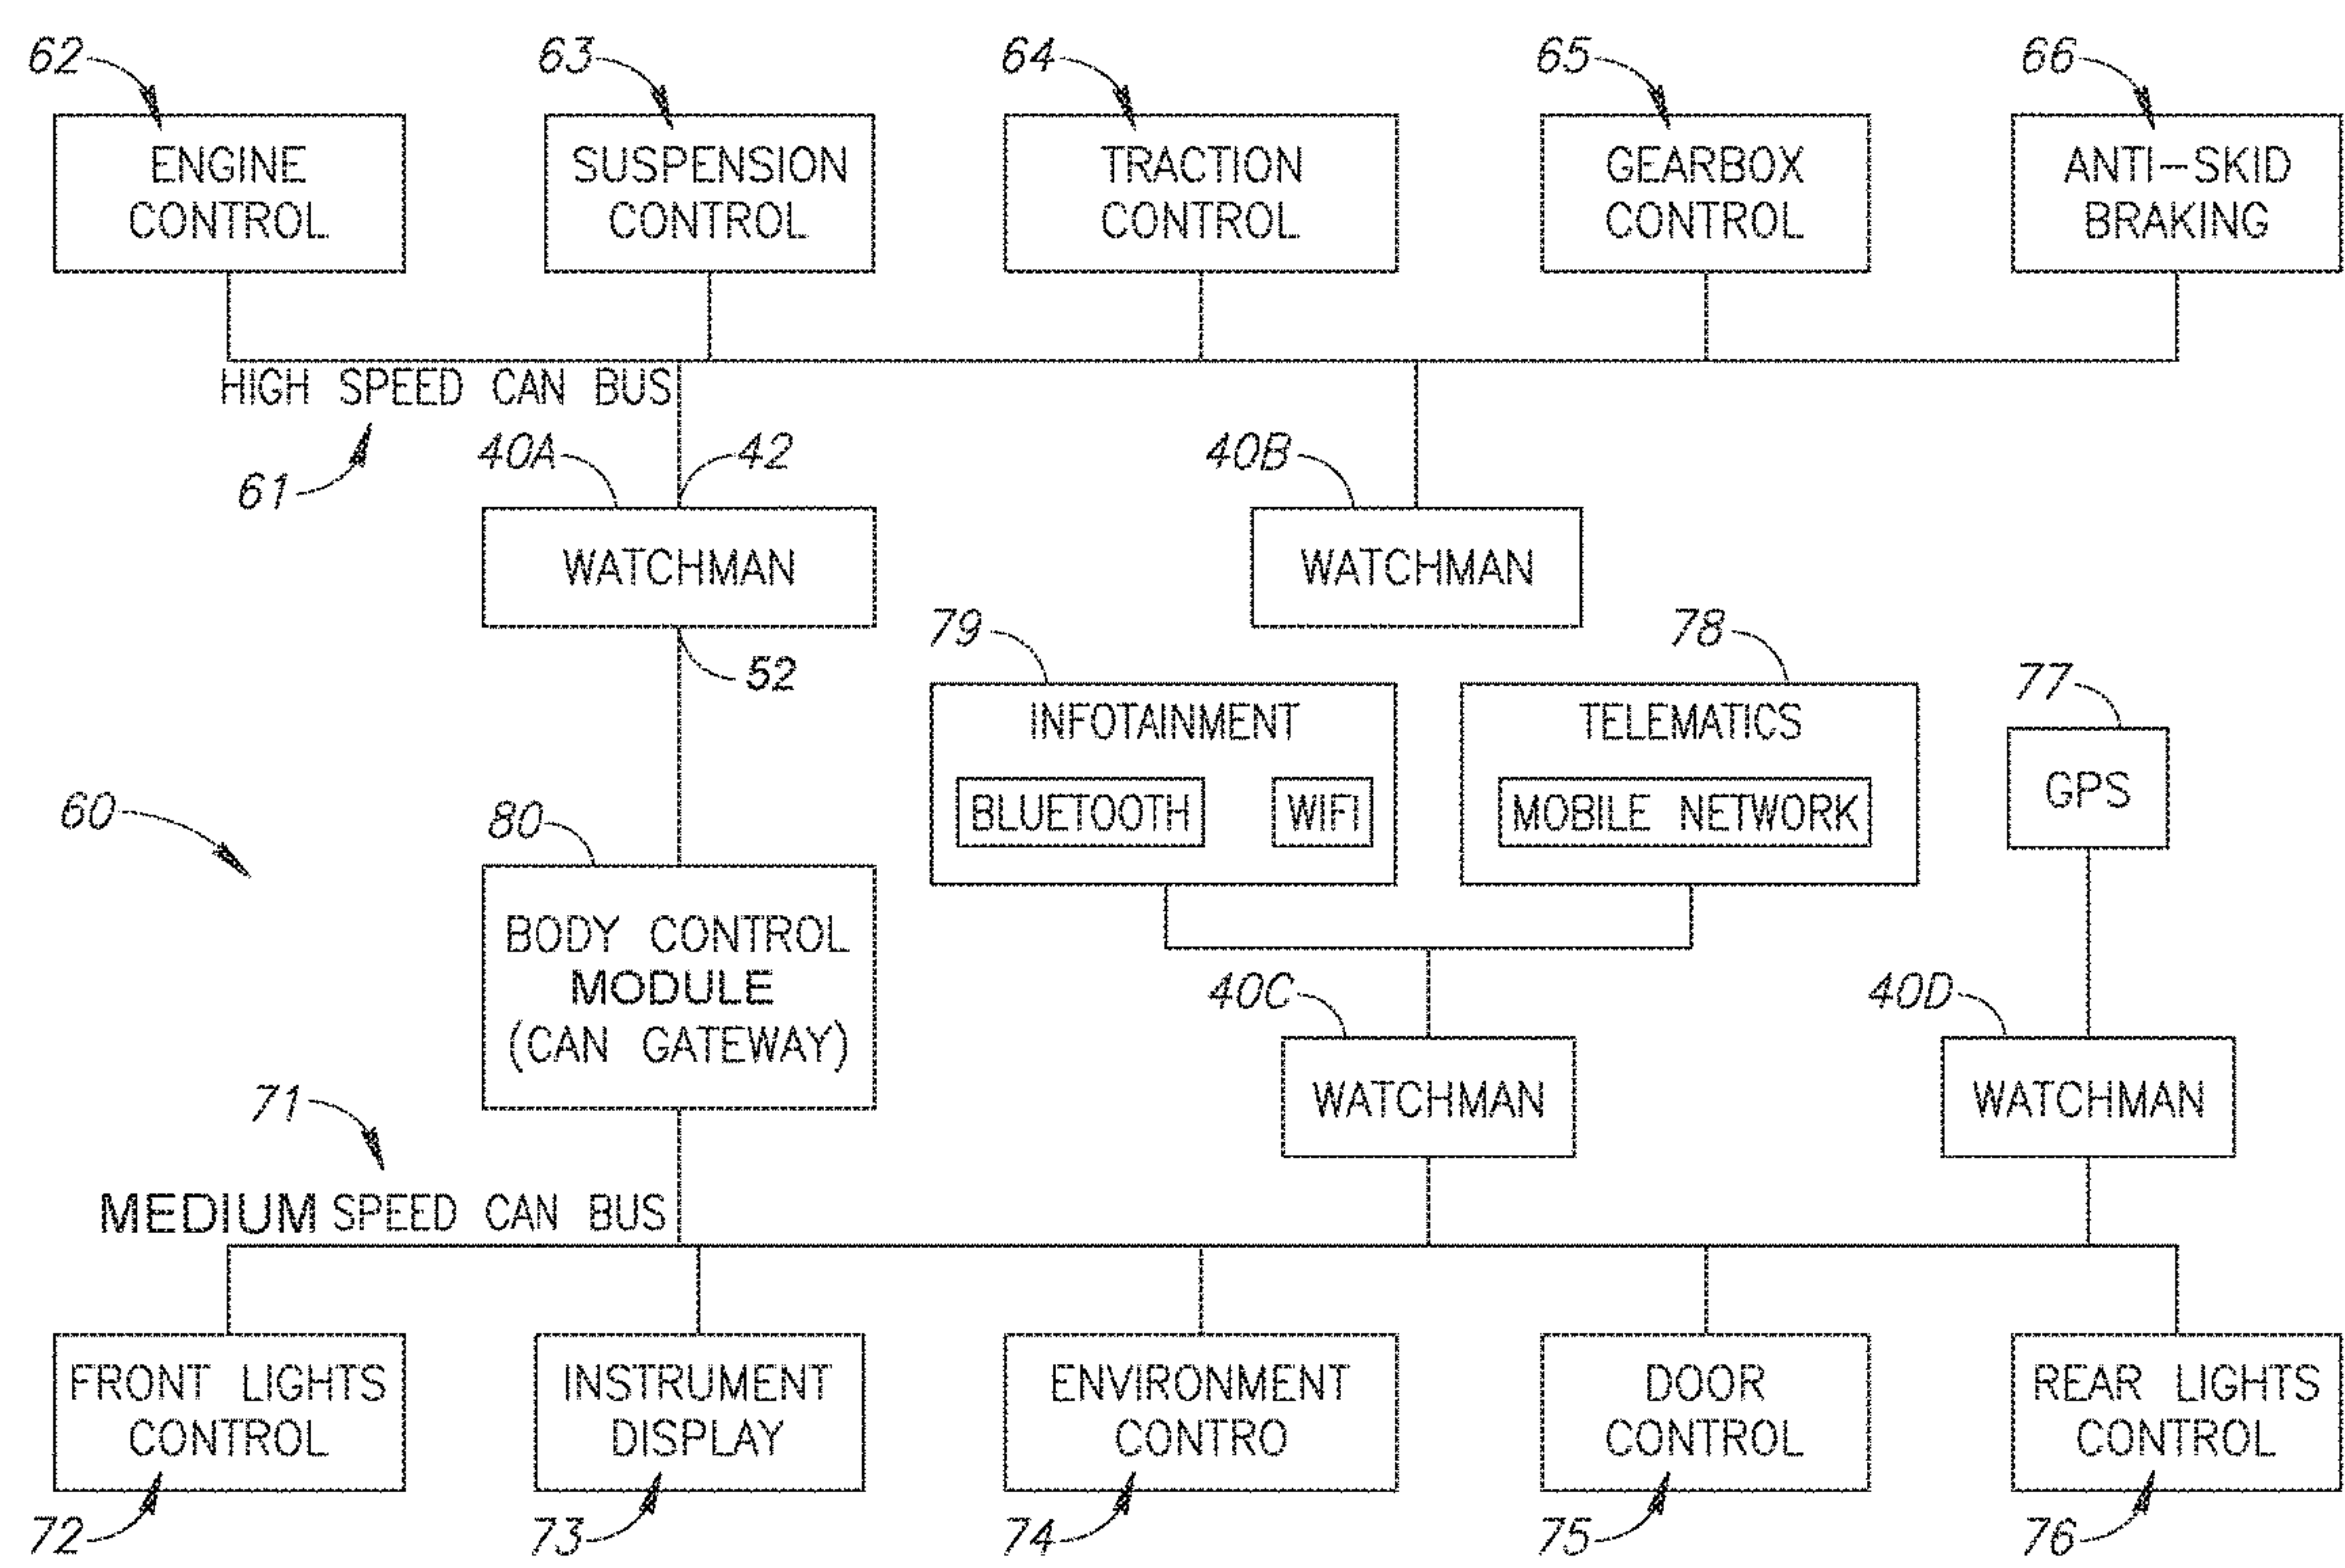 62
63
64
65
66
ENGINE
CONTROL
SUSPENSION
CONTROL
TRACTION
CONTROL
GEARBOX
CONTROL
ANTI-SKID
BRAKING
HIGH SPEED CAN BUS
61
40A
42
40B
WATCHMAN
WATCHMAN
52
79
78
77
INFOTAINMENT
BLUETOOTH
WIFI
TELEMATICS
MOBILE NETWORK
GPS
60
80
BODY CONTROL
MODULE
(CAN GATEWAY)
40C
40D
WATCHMAN
WATCHMAN
71
MEDIUM SPEED CAN BUS
FRONT LIGHTS
CONTROL
INSTRUMENT
DISPLAY
ENVIRONMENT
CONTRO
DOOR
CONTROL
REAR LIGHTS
CONTROL
72
73
74
75
76